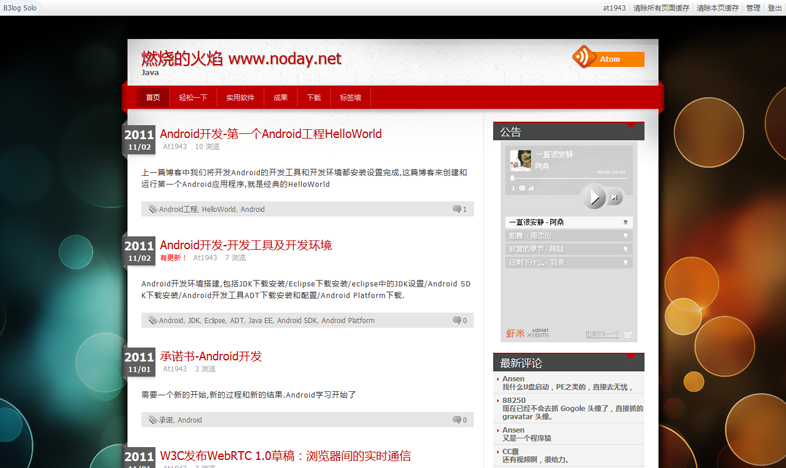 B3log Solo
at1943 | 清除所有页面缓存 | 清除本页缓存 | 管理 | 登出
燃烧的火焰 www.noday.net
Java
Atom
首页 轻松一下 实用软件 成果 下载 标签墙
2011
11/02
Android开发-第一个Android工程HelloWorld
At1943 10 浏览
上一篇博客中我们将开发Android的开发工具和开发环境都安装设置完成,这篇博客来创建和
运行第一个Android应用程序,就是经典的HelloWorld
Android工程, HelloWorld, Android
1
2011
11/02
Android开发-开发工具及开发环境
有更新！ At1943 7 浏览
Android开发环境搭建,包括JDK下载安装/Eclipse下载安装/eclipse中的JDK设置/Android SD
K下载安装/Android开发工具ADT下载安装和配置/Android Platform下载.
Android, JDK, Eclipse, ADT, Java EE, Android SDK, Android Platform
0
2011
11/01
承诺书-Android开发
At1943 3 浏览
需要一个新的开始,新的过程和新的结果.Android学习开始了
承诺, Android
0
2011
11/01
W3C发布WebRTC 1.0草稿：浏览器间的实时通信
公告
一直很安静
阿桑
一直很安静 - 阿桑
虾米 xiami
最新评论
Ansen
找什么U盘启动，PE之类的，直接去无忧，
88250
现在已经不会去抓 Gogole 头像了，直接抓的
gravatar 头像。
Ansen
又是一个程序猿
CC霜
还有视频啊，很给力。